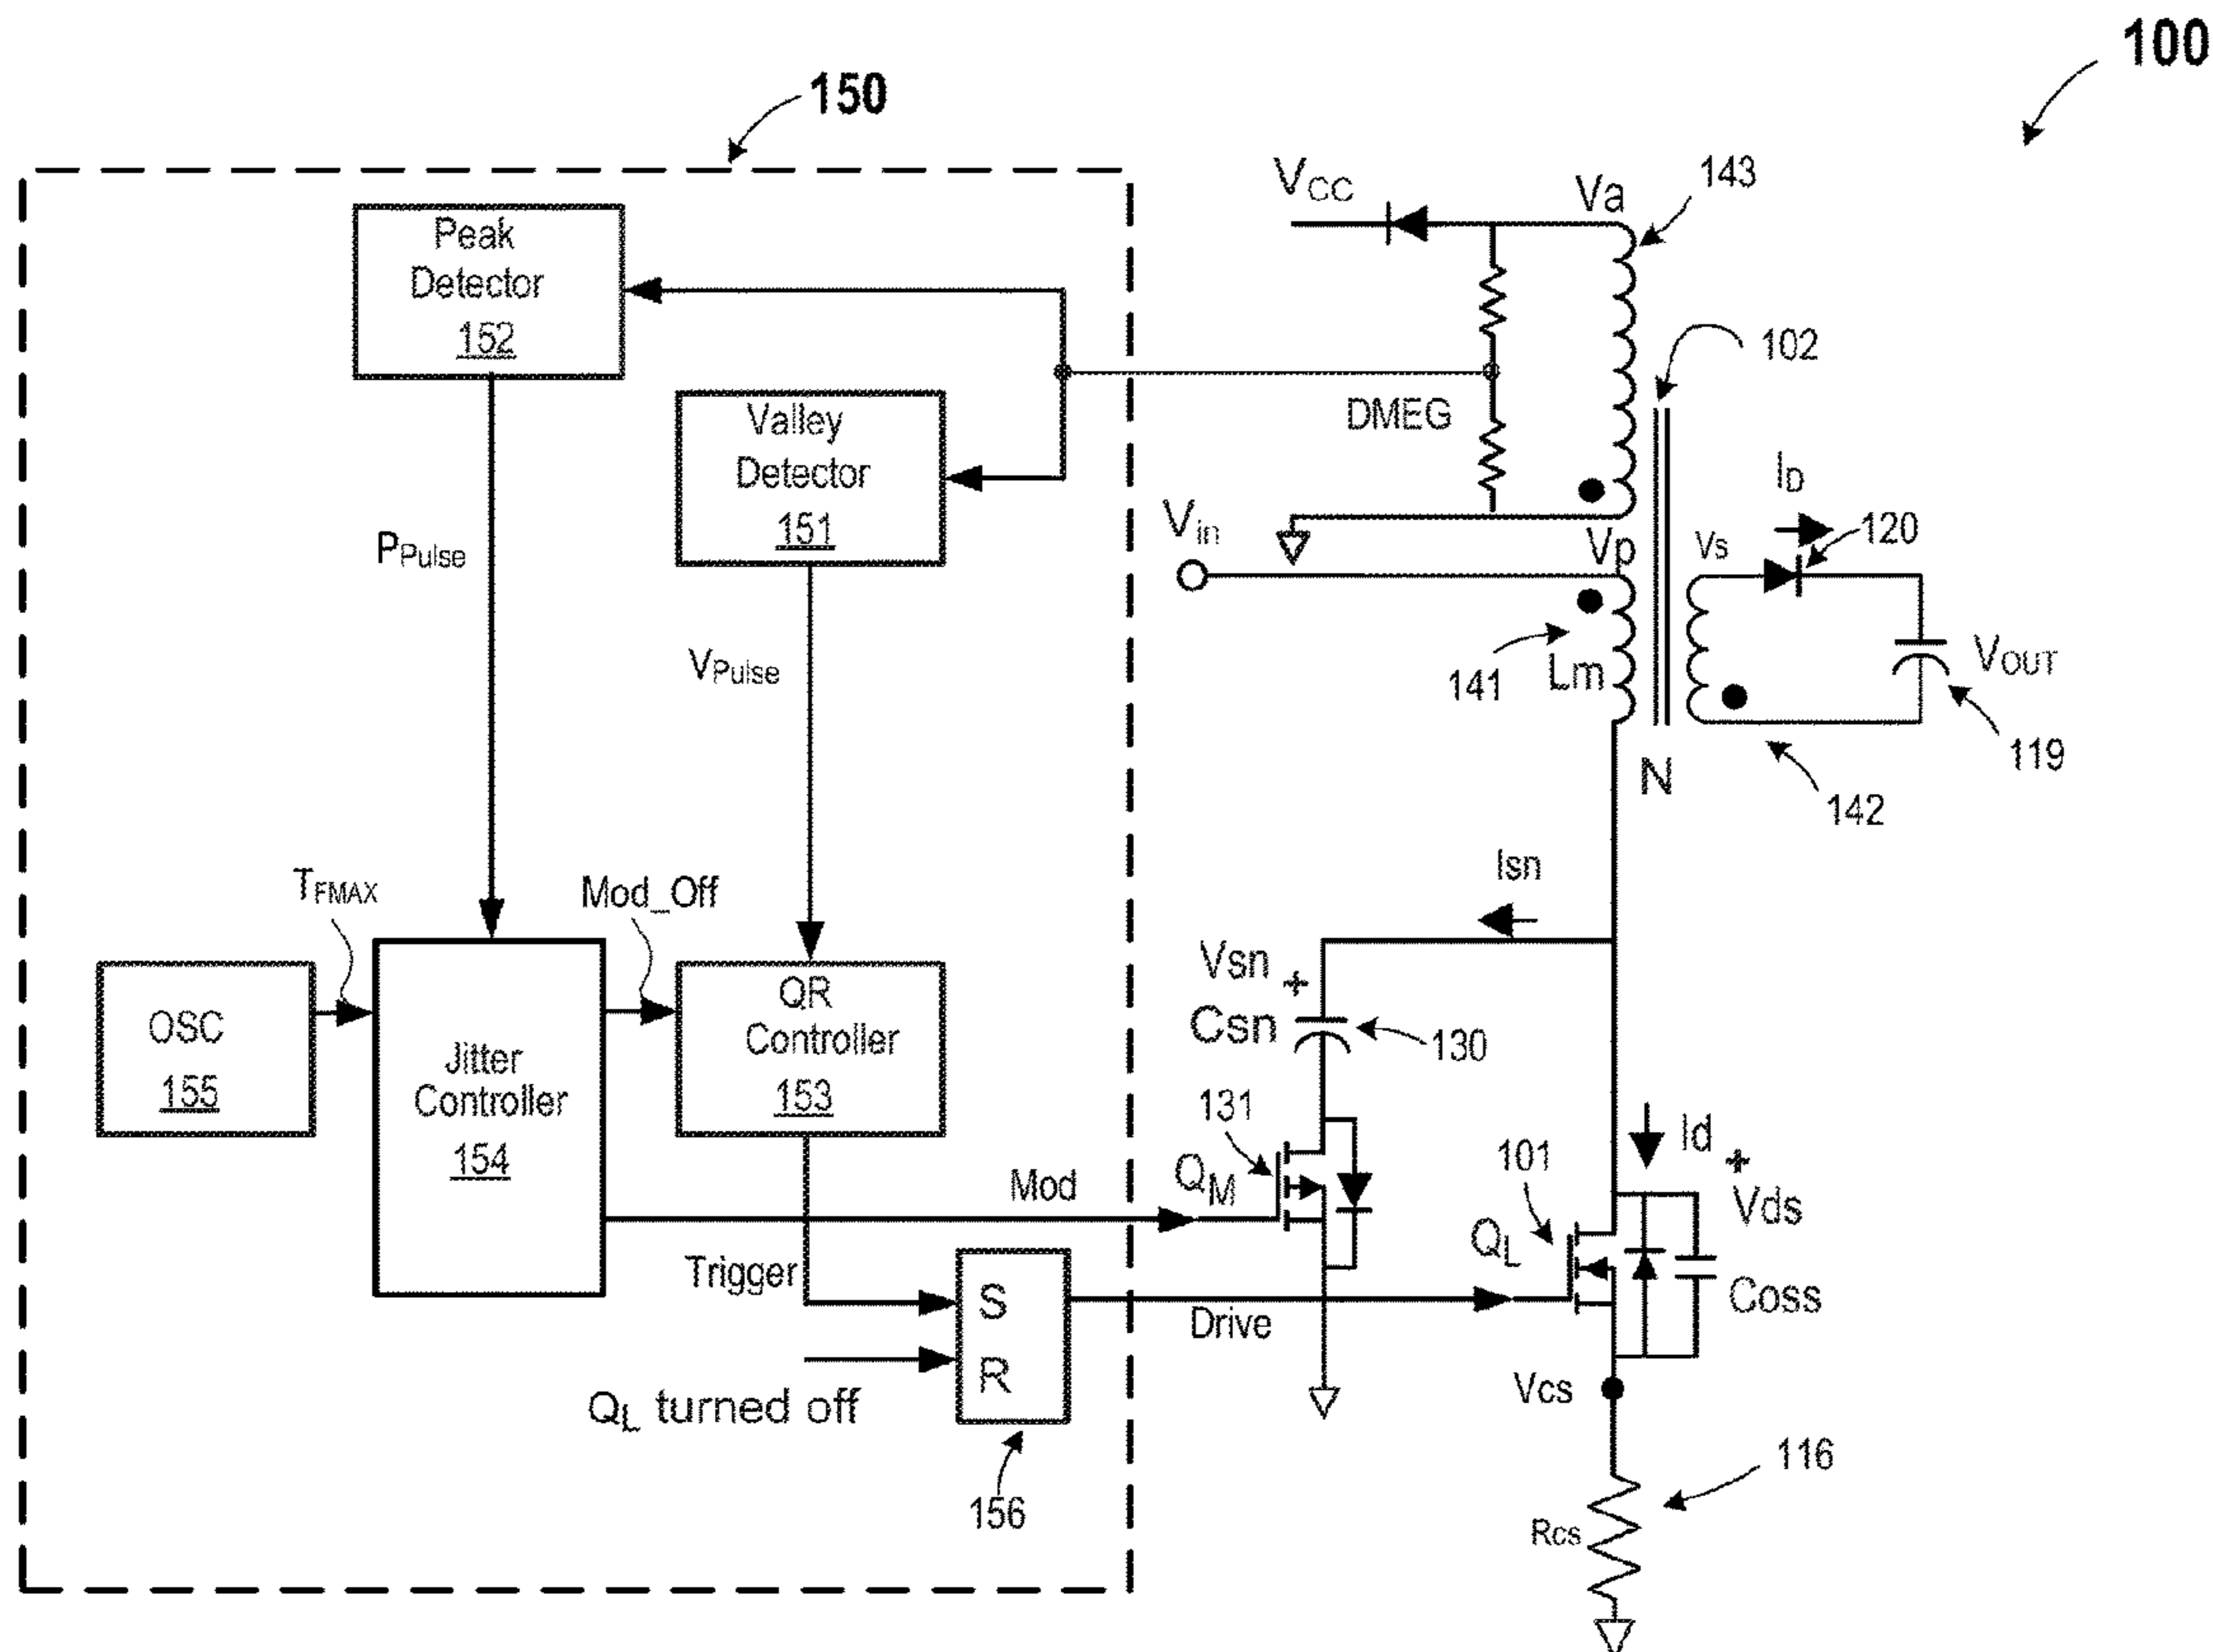 100
150
Peak
Detector
152
Valley
Detector
151
VCC
Va
143
102
DMEG
ID
120
Vin
Vp
Vs
PPulse
VPulse
141
Lm
VOUT
119
N
142
TFMAX
Mod_Off
Isn
OSC
155
Jitter
Controller
154
QR
Controller
153
Vsn
+
Csn
130
131
QM
Mod
101
Id
+
Vds
QL
Coss
Trigger
S
R
Drive
QL turned off
156
Vcs
116
Rcs